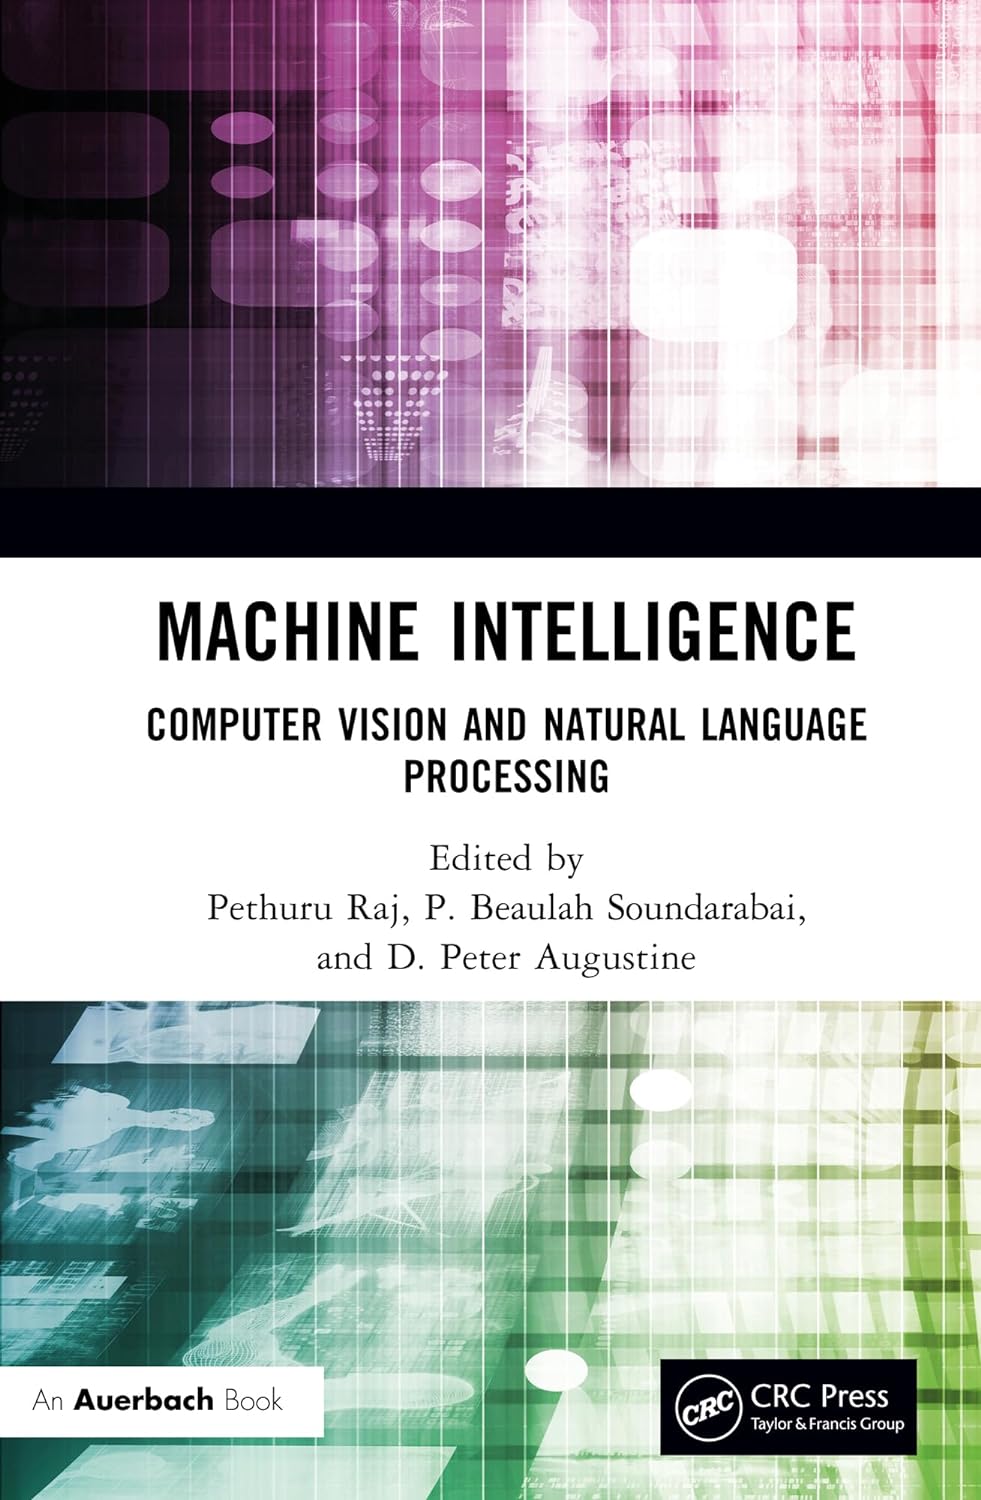 MACHINE INTELLIGENCE
COMPUTER VISION AND NATURAL LANGUAGE
PROCESSING
Edited by
Pethuru Raj, P. Beaulah Soundarabai,
and D. Peter Augustine
An Auerbach Book
CRC
CRC Press
Taylor & Francis Group